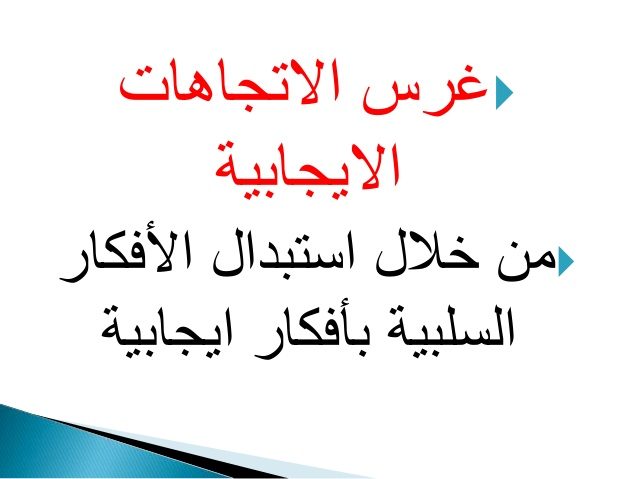 غرس الاتجاهات
الايجابية
من خلال استبدال الأفكار
السلبية بأفكار ايجابية